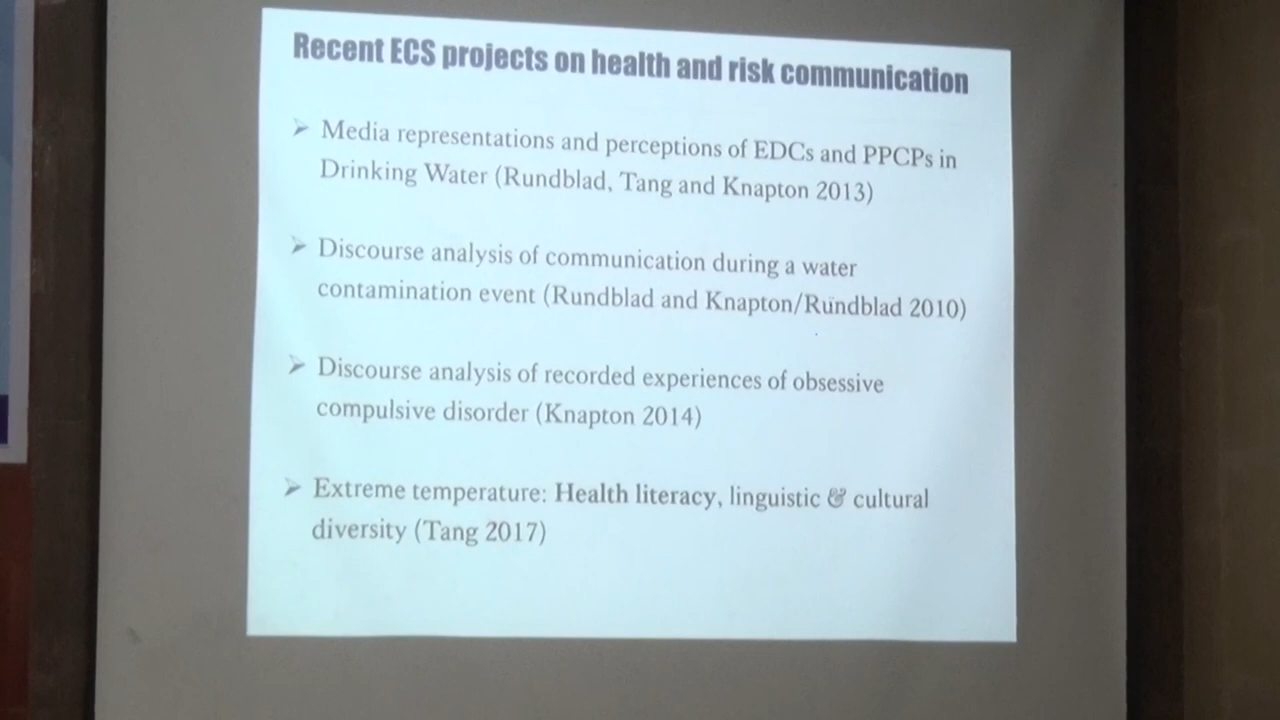 Recent ECS projects on health and risk communication
Media representations and perceptions of EDCs and PPCPs in
Drinking Water (Rundblad, Tang and Knapton 2013)
Discourse analysis of communication during a water
contamination event (Rundblad and Knapton/Rundblad 2010)
Discourse analysis of recorded experiences of obsessive
compulsive disorder (Knapton 2014)
Extreme temperature: Health literacy, linguistic & cultural
diversity (Tang 2017)